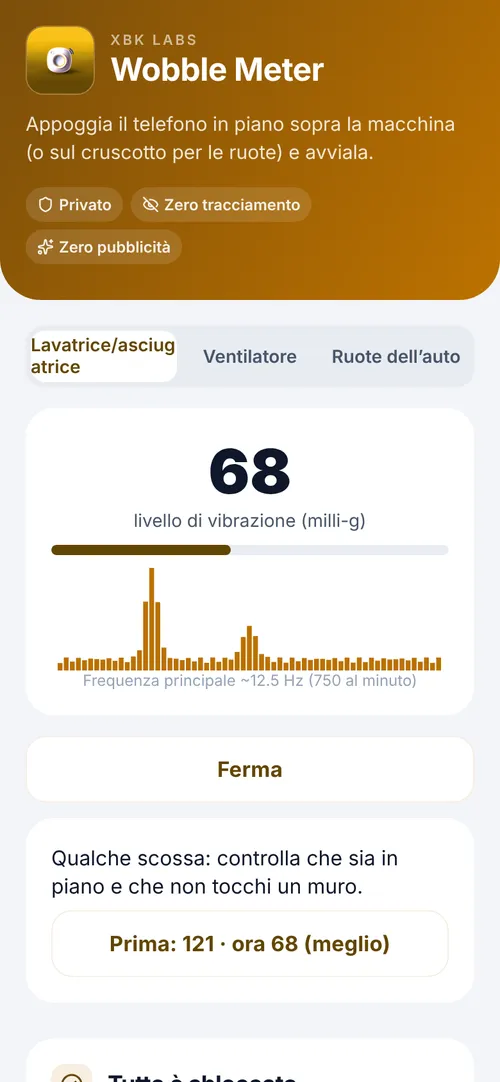 XBK LABS
Wobble Meter
Appoggia il telefono in piano sopra la macchina
(o sul cruscotto per le ruote) e avviala.
Privato
Zero tracciamento
Zero pubblicità
Lavatrice/asciug
atrice
Ventilatore
Ruote dell’auto
68
livello di vibrazione (milli-g)
Frequenza principale ~12.5 Hz (750 al minuto)
Ferma
Qualche scossa: controlla che sia in
piano e che non tocchi un muro.
Prima: 121 · ora 68 (meglio)
Tutto è sbloccato